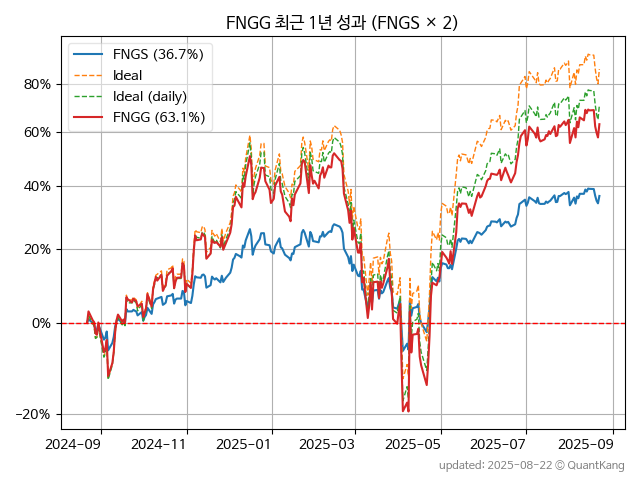 FNGG 최근 1년 성과 (FNGS × 2)
FNGS (36.7%)
Ideal
Ideal (daily)
FNGG (63.1%)
80%
60%
40%
20%
0%
−20%
2024-09
2024-11
2025-01
2025-03
2025-05
2025-07
2025-09
updated: 2025-08-22 © QuantKang